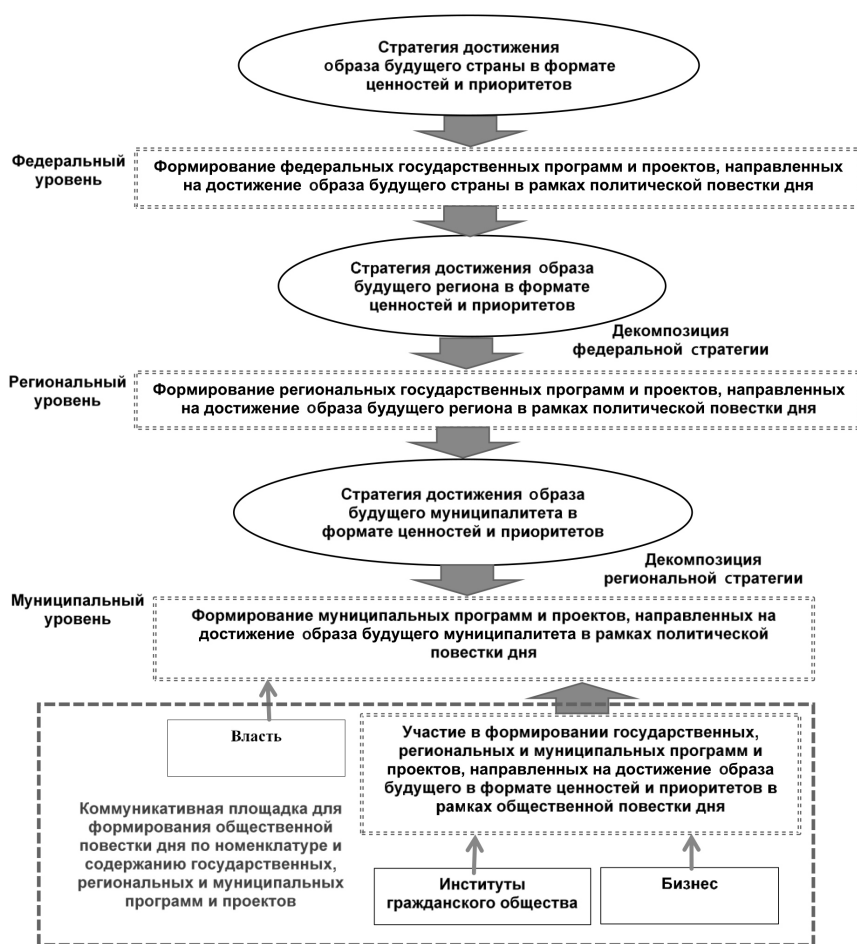 Стратегия достижения
образа будущего страны в формате
ценностей и приоритетов
Федеральный
уровень
Формирование федеральных государственных программ и проектов, направленных
на достижение образа будущего страны в рамках политической повестки дня
Стратегия достижения образа
будущего региона в формате
ценностей и приоритетов
Декомпозиция
федеральной стратегии
Региональный
уровень
Формирование региональных государственных программ и проектов, направленных
на достижение образа будущего региона в рамках политической повестки дня
Стратегия достижения образа
будущего муниципалитета в
формате ценностей и приоритетов
Декомпозиция
региональной стратегии
Муниципальный
уровень
Формирование муниципальных программ и проектов, направленных на
достижение образа будущего муниципалитета в рамках политической
повестки дня
Власть
Участие в формировании государственных,
региональных и муниципальных программ и
проектов, направленных на достижение образа
будущего в формате ценностей и приоритетов в
рамках общественной повестки дня
Коммуникативная площадка для
формирования общественной
повестки дня по номенклатуре и
содержанию государственных,
региональных и муниципальных
программ и проектов
Институты
гражданского общества
Бизнес